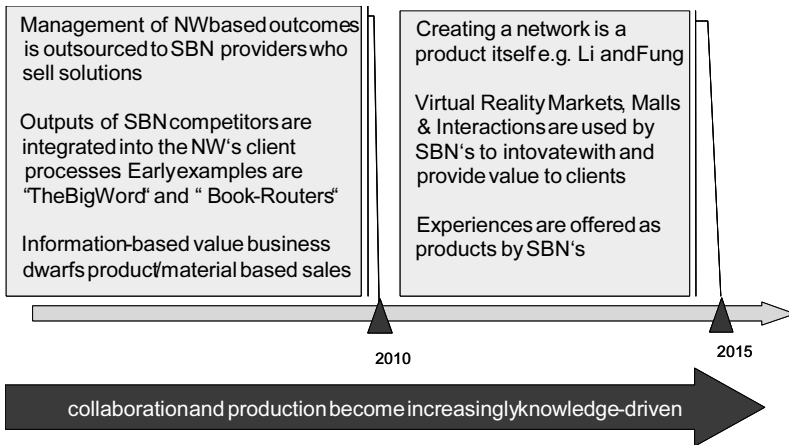 Management of NWbased outcomes
is outsourced to SBN providers who
sell solutions
Outputs of SBN competitors are
integrated into the NW‘s client
processes Early examples are
“TheBigWord“ and “ Book-Routers“
Information-based value business
dwarfs product/material based sales
Creating a network is a
product itself e.g. Li and Fung
Virtual Reality Markets, Malls
& Interactions are used by
SBN‘s to intovate with and
provide value to clients
Experiences are offered as
products by SBN‘s
2010
2015
collaboration and production become increasingly knowledge-driven